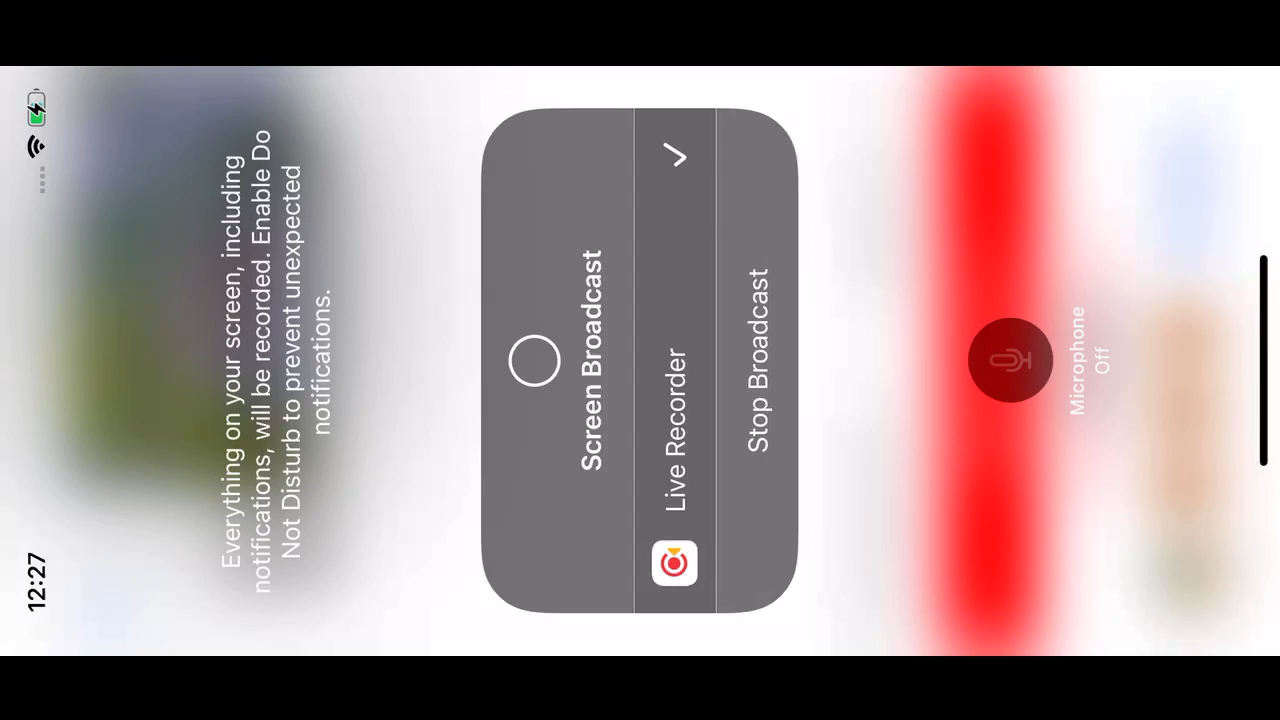 12:27
Everything on your screen, including
notifications, will be recorded. Enable Do
Not Disturb to prevent unexpected
notifications.
Screen Broadcast
Live Recorder
Stop Broadcast
Microphone
Off